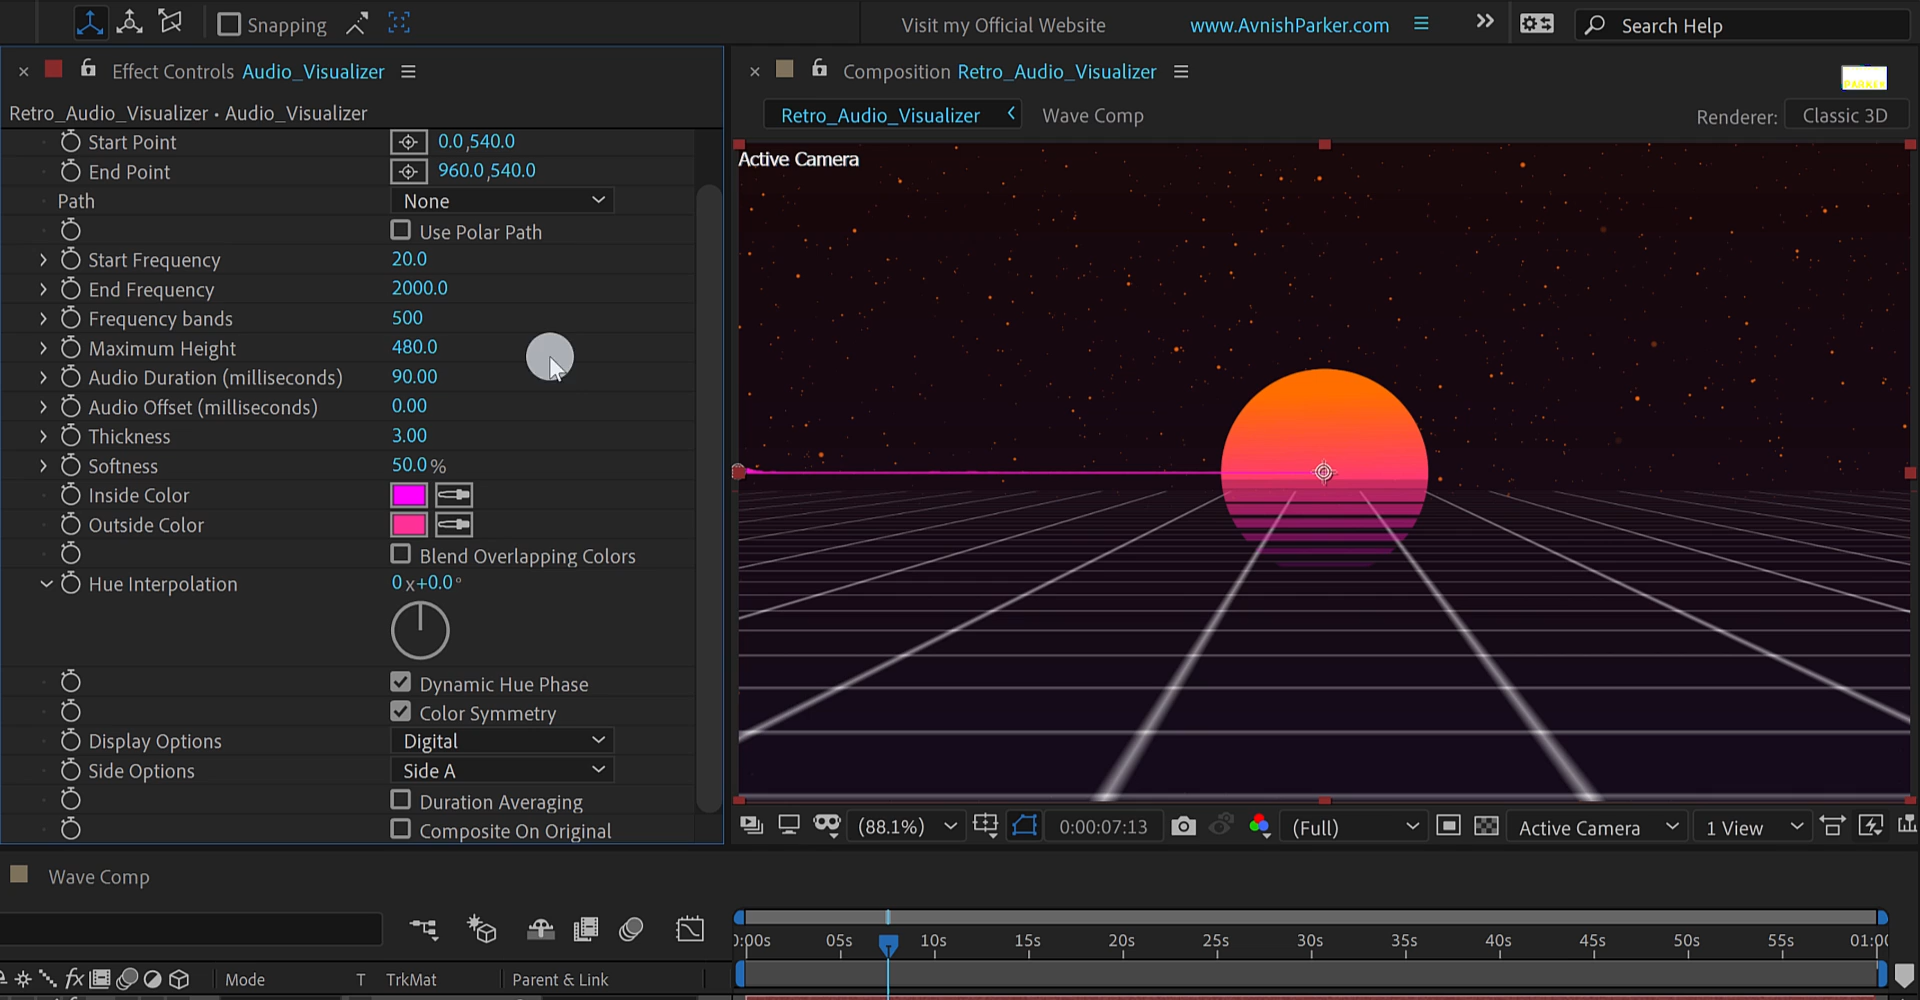 Snapping
Visit my Official Website
www.AvnishParker.com
Search Help
Effect Controls Audio_Visualizer
Composition Retro_Audio_Visualizer
PARKER
Retro_Audio_Visualizer • Audio_Visualizer
Retro_Audio_Visualizer
Wave Comp
Renderer:
Classic 3D
Active Camera
Start Point 0.0,540.0
End Point 960.0,540.0
Path None
Use Polar Path
Start Frequency 20.0
End Frequency 2000.0
Frequency bands 500
Maximum Height 480.0
Audio Duration (milliseconds) 90.00
Audio Offset (milliseconds) 0.00
Thickness 3.00
Softness 50.0 %
Inside Color
Outside Color
Blend Overlapping Colors
Hue Interpolation 0x+0.0°
Dynamic Hue Phase
Color Symmetry
Display Options Digital
Side Options Side A
Duration Averaging
Composite On Original
(88.1%)
0:00:07:13
(Full)
Active Camera
1 View
Wave Comp
0:00s 05s 10s 15s 20s 25s 30s 35s 40s 45s 50s 55s 01:00
fx
Mode T TrkMat Parent & Link